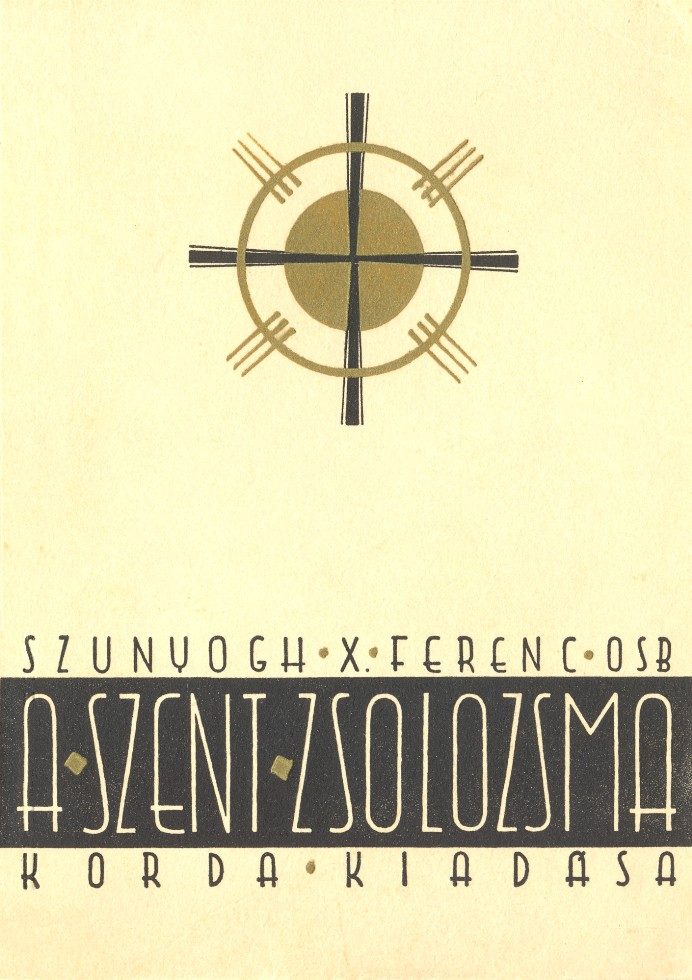 SZUNYOGH · X. · FERENC · OSB
A · SZENT · ZSOLOZSMA
KORDA · KIADÁSA